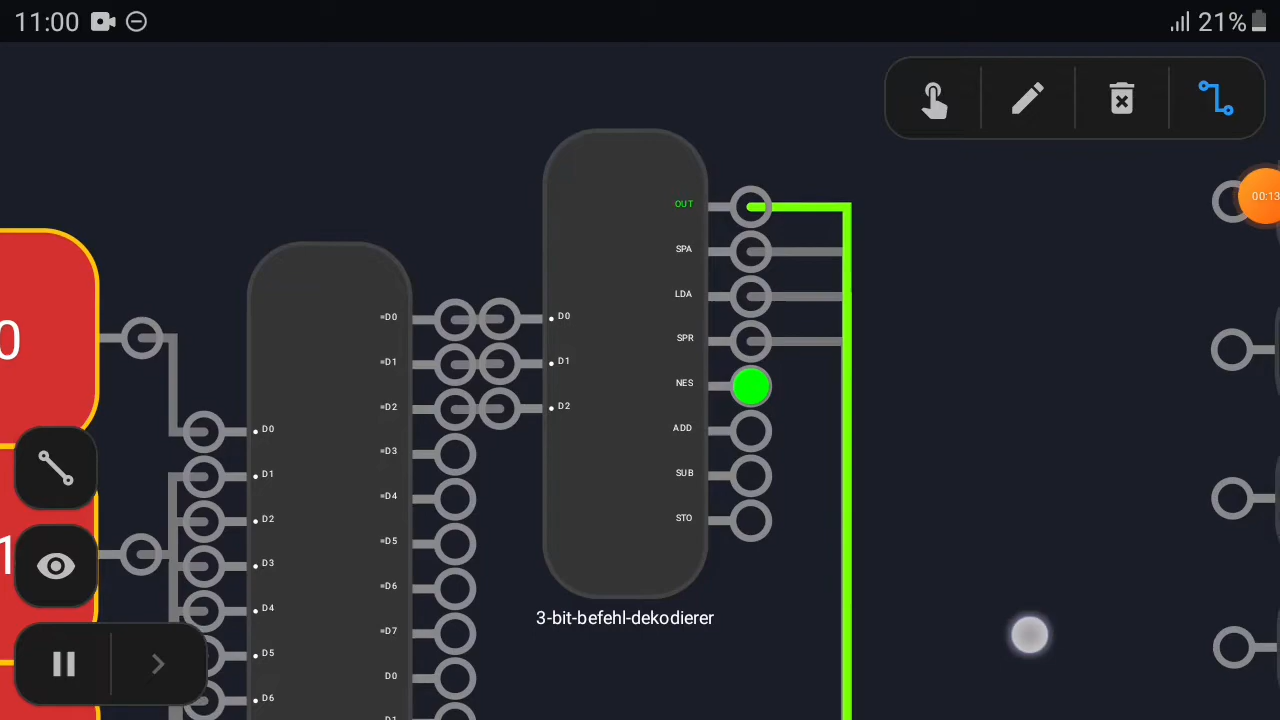 11:00
21%
00:13
OUT
SPA
LDA
SPR
NES
ADD
SUB
STO
D0
D1
D2
3-bit-befehl-dekodierer
=D0
=D1
=D2
=D3
=D4
=D5
=D6
=D7
D0
D1
D0
D1
D2
D3
D4
D5
D6
0
1